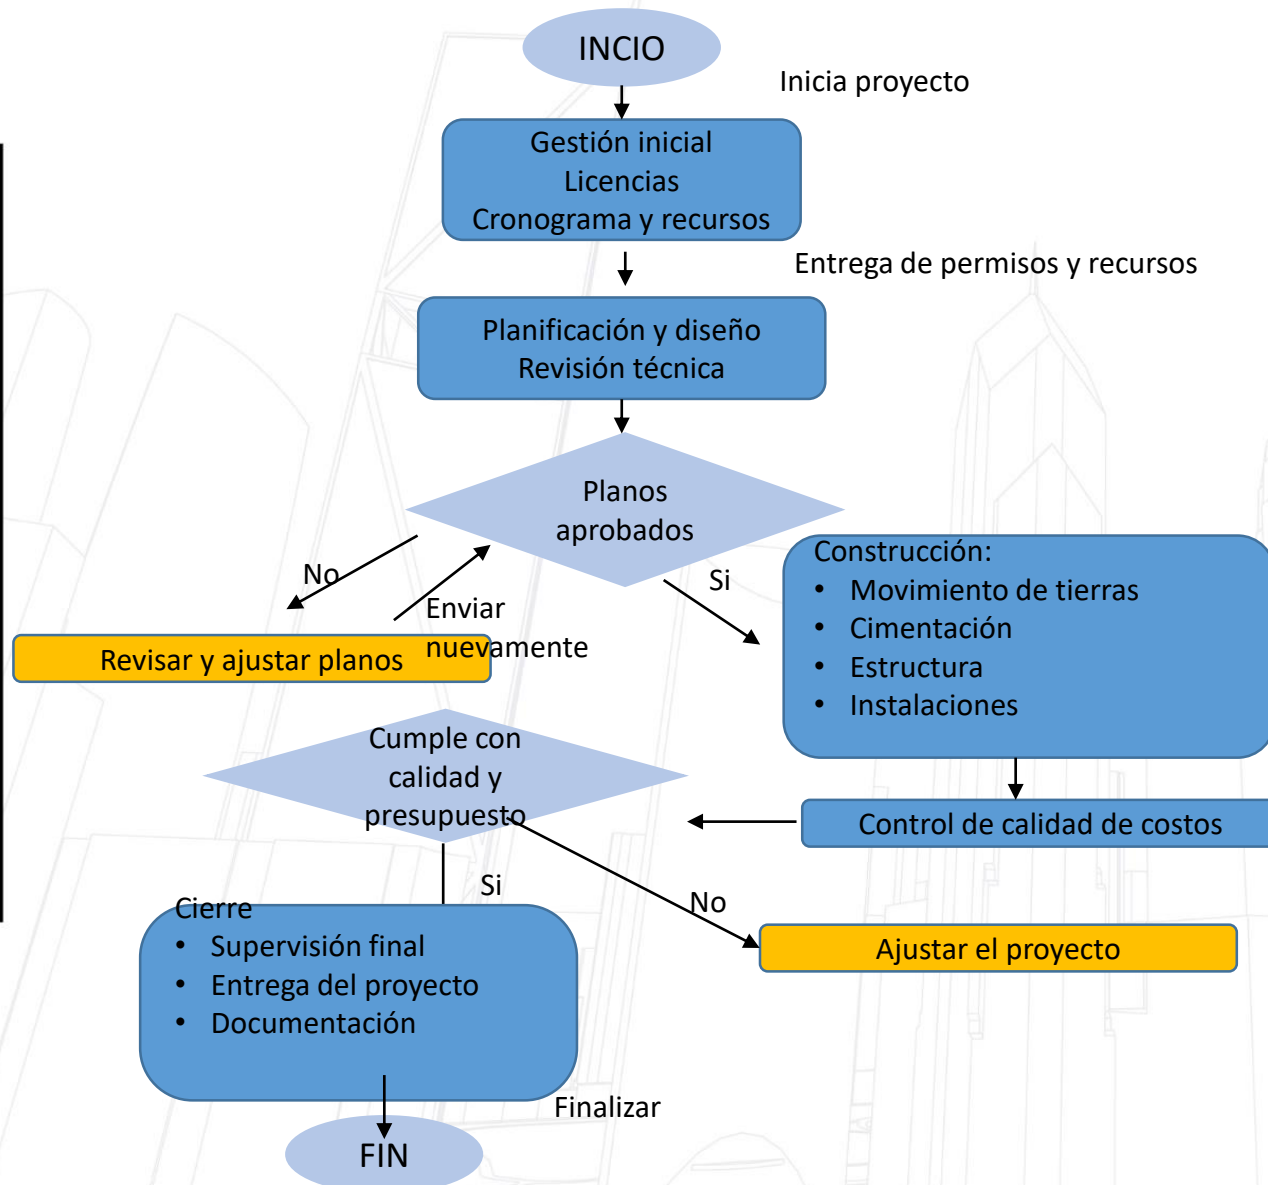 INCIO
Inicia proyecto
Gestión inicial
Licencias
Cronograma y recursos
Entrega de permisos y recursos
Planificación y diseño
Revisión técnica
Planos
aprobados
No
Si
Enviar
nuevamente
Revisar y ajustar planos
Construcción:
• Movimiento de tierras
• Cimentación
• Estructura
• Instalaciones
Cumple con
calidad y
presupuesto
Control de calidad de costos
Si
No
Cierre
• Supervisión final
• Entrega del proyecto
• Documentación
Ajustar el proyecto
Finalizar
FIN